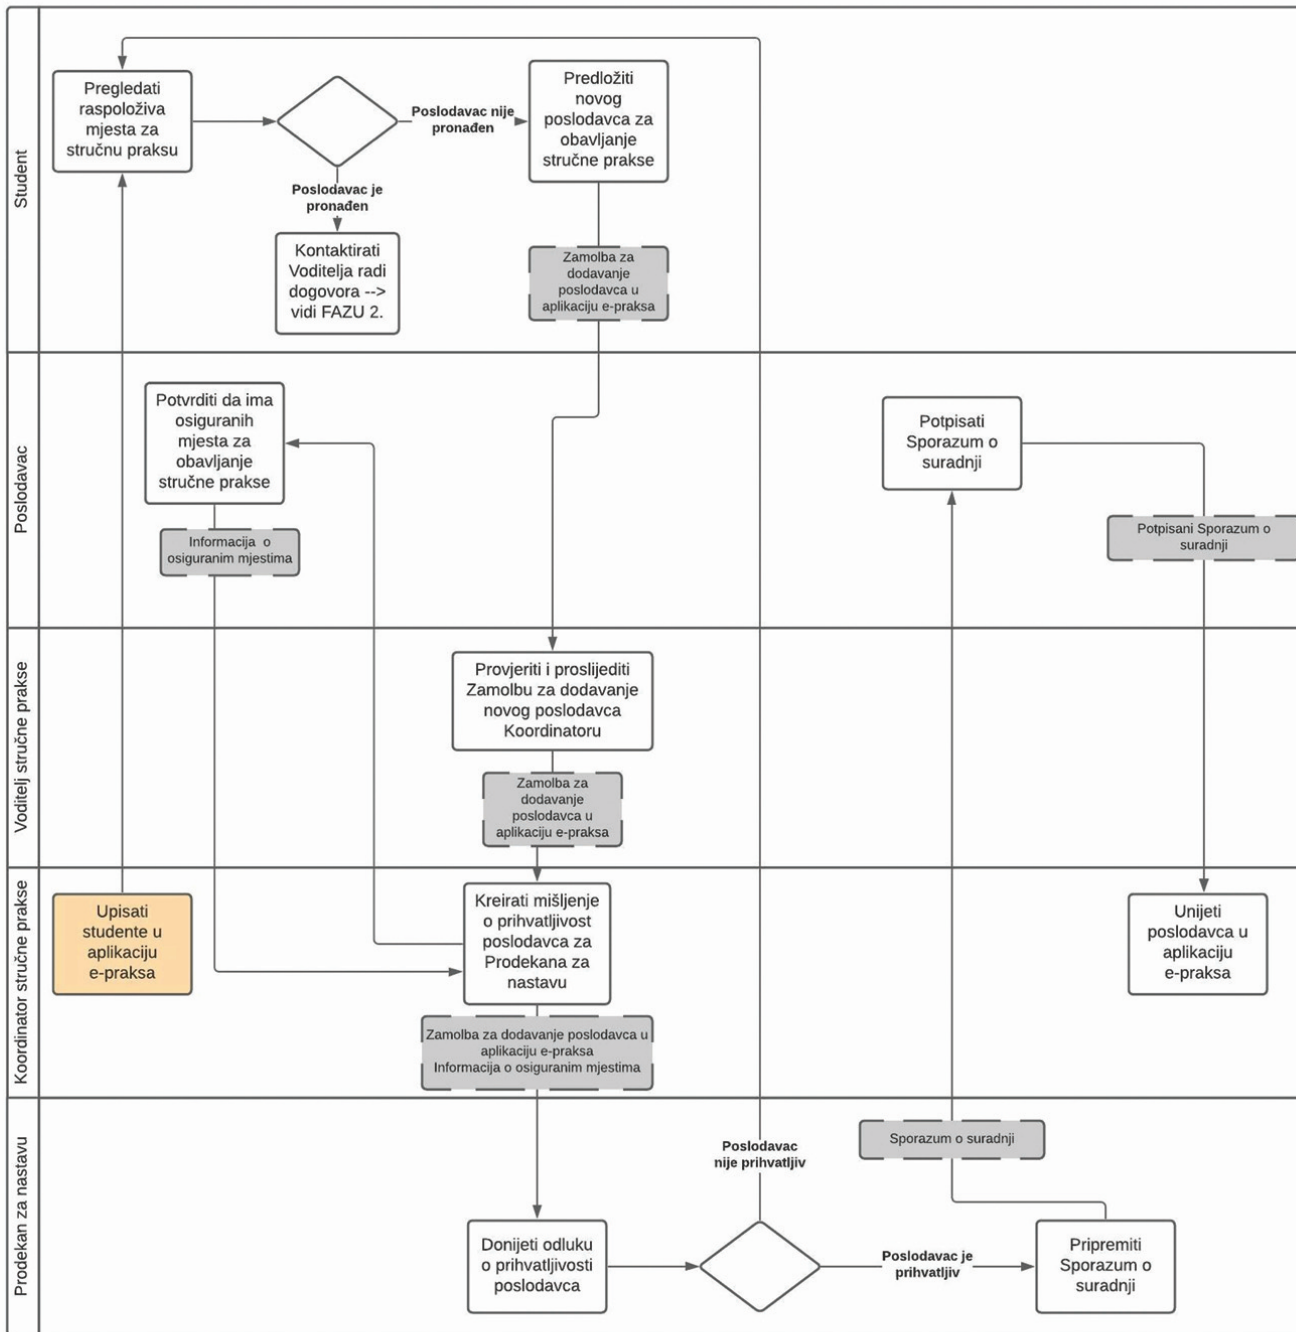 Student
Pregledati
raspoloživa
mjesta za
stručnu praksu
Poslodavac nije
pronađen
Predložiti
novog
poslodavca za
obavljanje
stručne prakse
Poslodavac je
pronađen
Kontaktirati
Voditelja radi
dogovora -->
vidi FAZU 2.
Zamolba za
dodavanje
poslodavca u
aplikaciju e-praksa
Poslodavac
Potvrditi da ima
osiguranih
mjesta za
obavljanje
stručne prakse
Informacija o
osiguranim mjestima
Potpisati
Sporazum o
suradnji
Potpisani Sporazum o
suradnji
Voditelj stručne prakse
Provjeriti i proslijediti
Zamolbu za dodavanje
novog poslodavca
Koordinatoru
Zamolba za
dodavanje
poslodavca u
aplikaciju e-praksa
Koordinator stručne prakse
Upisati
studente u
aplikaciju
e-praksa
Kreirati mišljenje
o prihvatljivost
poslodavca za
Prodekana za
nastavu
Zamolba za dodavanje poslodavca u
aplikaciju e-praksa
Informacija o osiguranim mjestima
Unijeti
poslodavca u
aplikaciju
e-praksa
Prodekan za nastavu
Donijeti odluku
o prihvatljivosti
poslodavca
Poslodavac
nije prihvatljiv
Poslodavac je
prihvatljiv
Sporazum o suradnji
Pripremiti
Sporazum o
suradnji